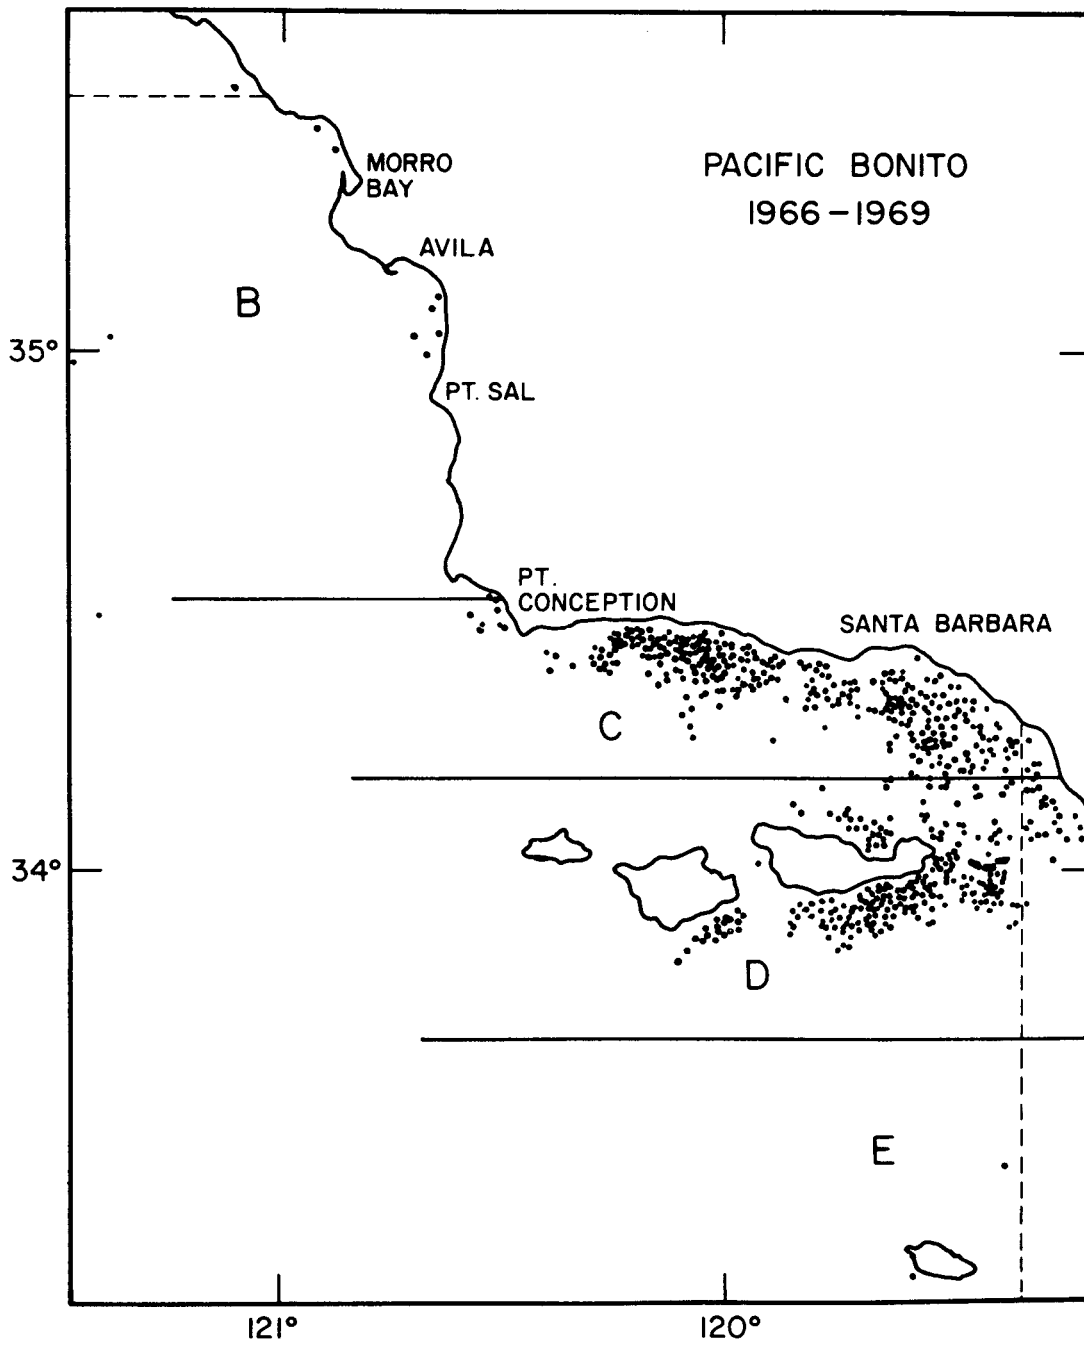 PACIFIC BONITO
1966-1969
MORRO
BAY
AVILA
B
35°
PT. SAL
PT.
CONCEPTION
SANTA BARBARA
C
34°
D
E
121°
120°